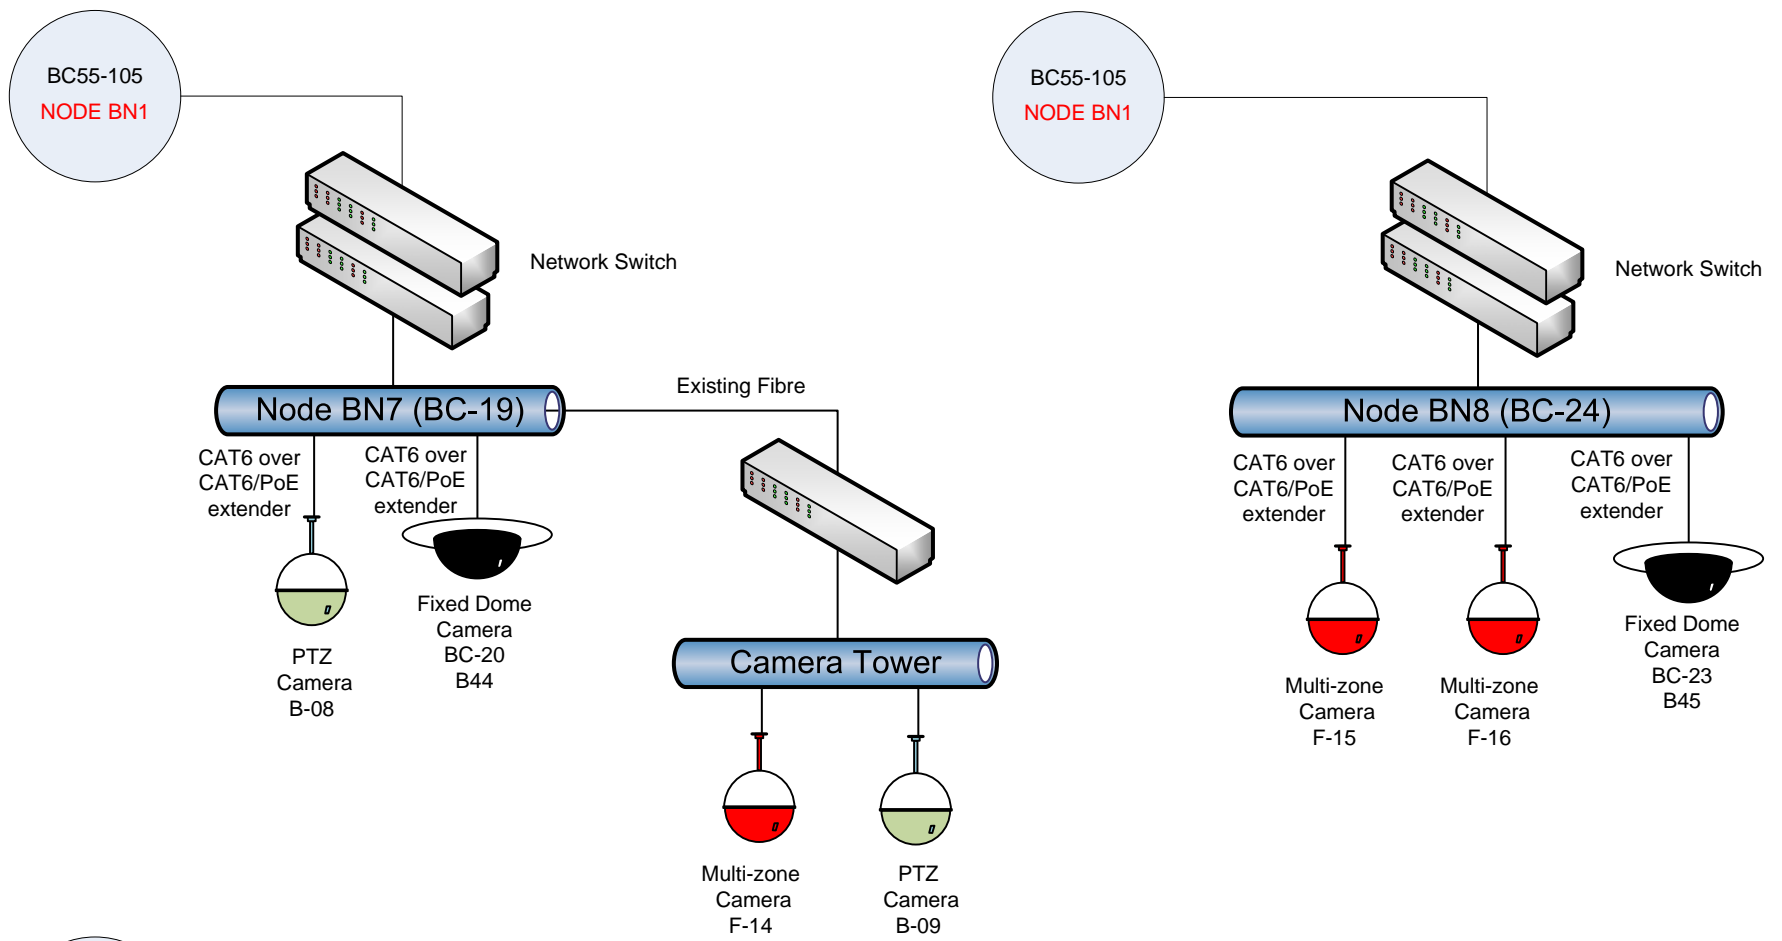 BC55-105
NODE BN1
Network Switch
Node BN7 (BC-19)
Existing Fibre
CAT6 over
CAT6/PoE
extender
CAT6 over
CAT6/PoE
extender
PTZ
Camera
B-08
Fixed Dome
Camera
BC-20
B44
Camera Tower
Multi-zone
Camera
F-14
PTZ
Camera
B-09
BC55-105
NODE BN1
Network Switch
Node BN8 (BC-24)
CAT6 over
CAT6/PoE
extender
CAT6 over
CAT6/PoE
extender
CAT6 over
CAT6/PoE
extender
Multi-zone
Camera
F-15
Multi-zone
Camera
F-16
Fixed Dome
Camera
BC-23
B45